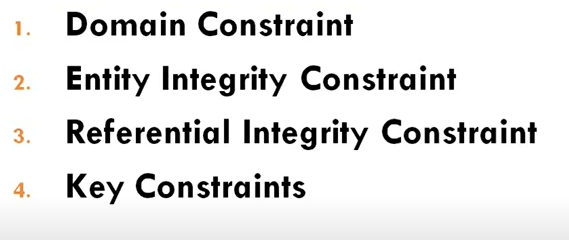 1. Domain Constraint
2. Entity Integrity Constraint
3. Referential Integrity Constraint
4. Key Constraints